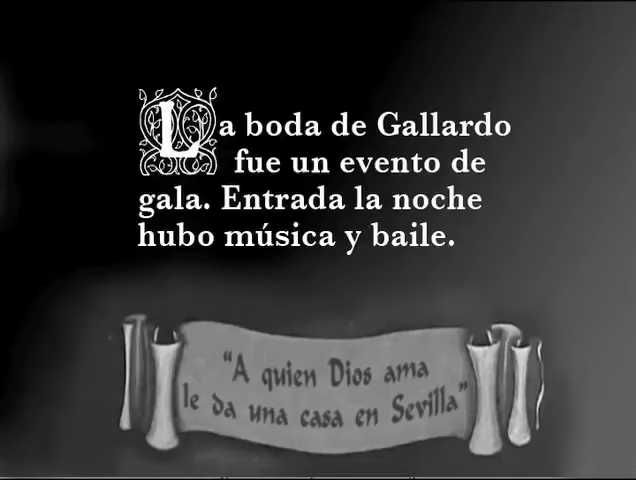 La boda de Gallardo
fue un evento de
gala. Entrada la noche
hubo música y baile.
"A quien Dios ama
le da una casa en Sevilla"